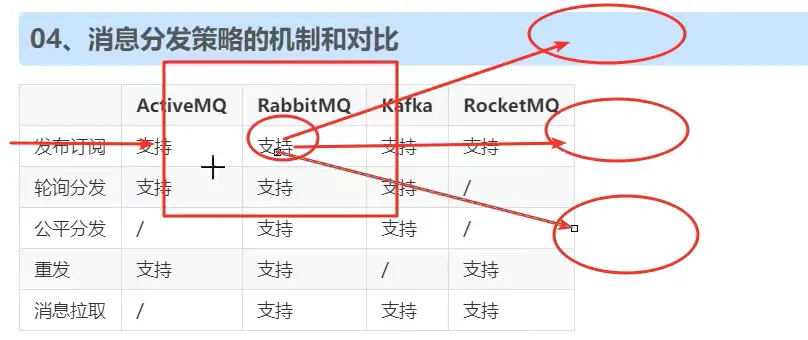 04、消息分发策略的机制和对比
ActiveMQ RabbitMQ Kafka RocketMQ
发布订阅 支持 支持 支持 支持
轮询分发 支持 支持 支持 /
公平分发 / 支持 支持 /
重发 支持 支持 / 支持
消息拉取 / 支持 支持 支持